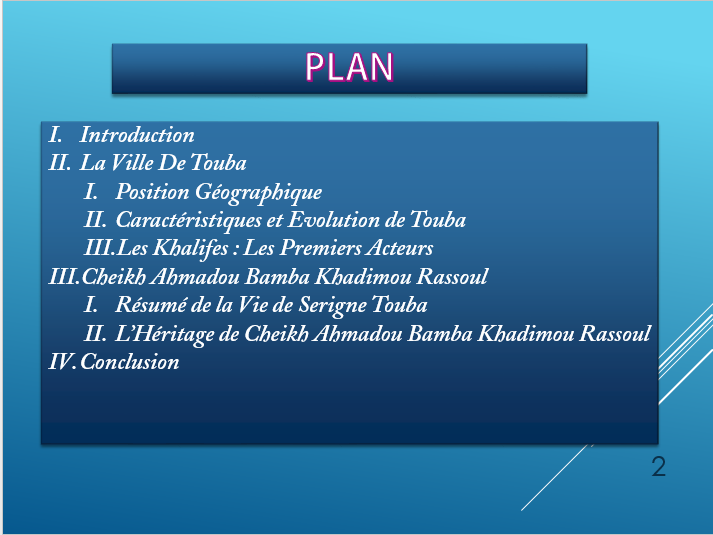 PLAN
I. Introduction
II. La Ville De Touba
I. Position Géographique
II. Caractéristiques et Evolution de Touba
III.Les Khalifes : Les Premiers Acteurs
III.Cheikh Ahmadou Bamba Khadimou Rassoul
I. Résumé de la Vie de Serigne Touba
II. L’Héritage de Cheikh Ahmadou Bamba Khadimou Rassoul
IV.Conclusion
2